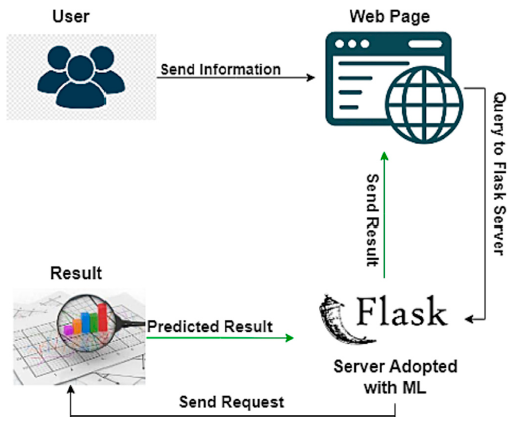 User
Web Page
Send Information
Query to Flask Server
Send Result
Result
Predicted Result
Flask
Server Adopted
with ML
Send Request